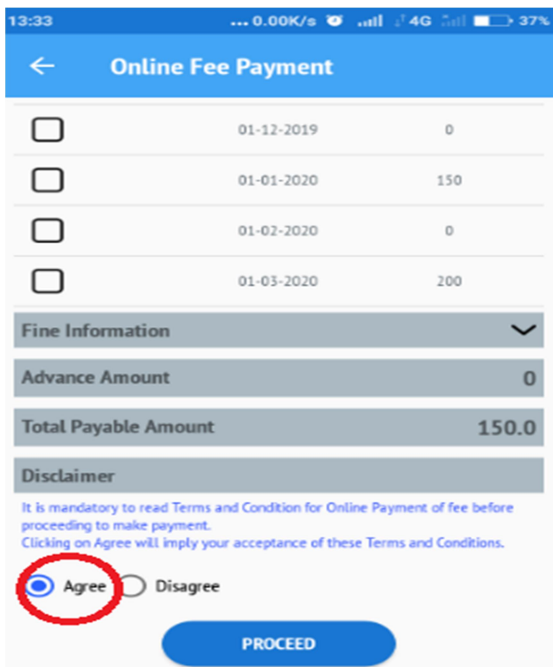 13:33 ... 0.00K/s 4G 37%
Online Fee Payment
01-12-2019 0
01-01-2020 150
01-02-2020 0
01-03-2020 200
Fine Information
Advance Amount 0
Total Payable Amount 150.0
Disclaimer
It is mandatory to read Terms and Condition for Online Payment of fee before
proceeding to make payment.
Clicking on Agree will imply your acceptance of these Terms and Conditions.
Agree Disagree
PROCEED